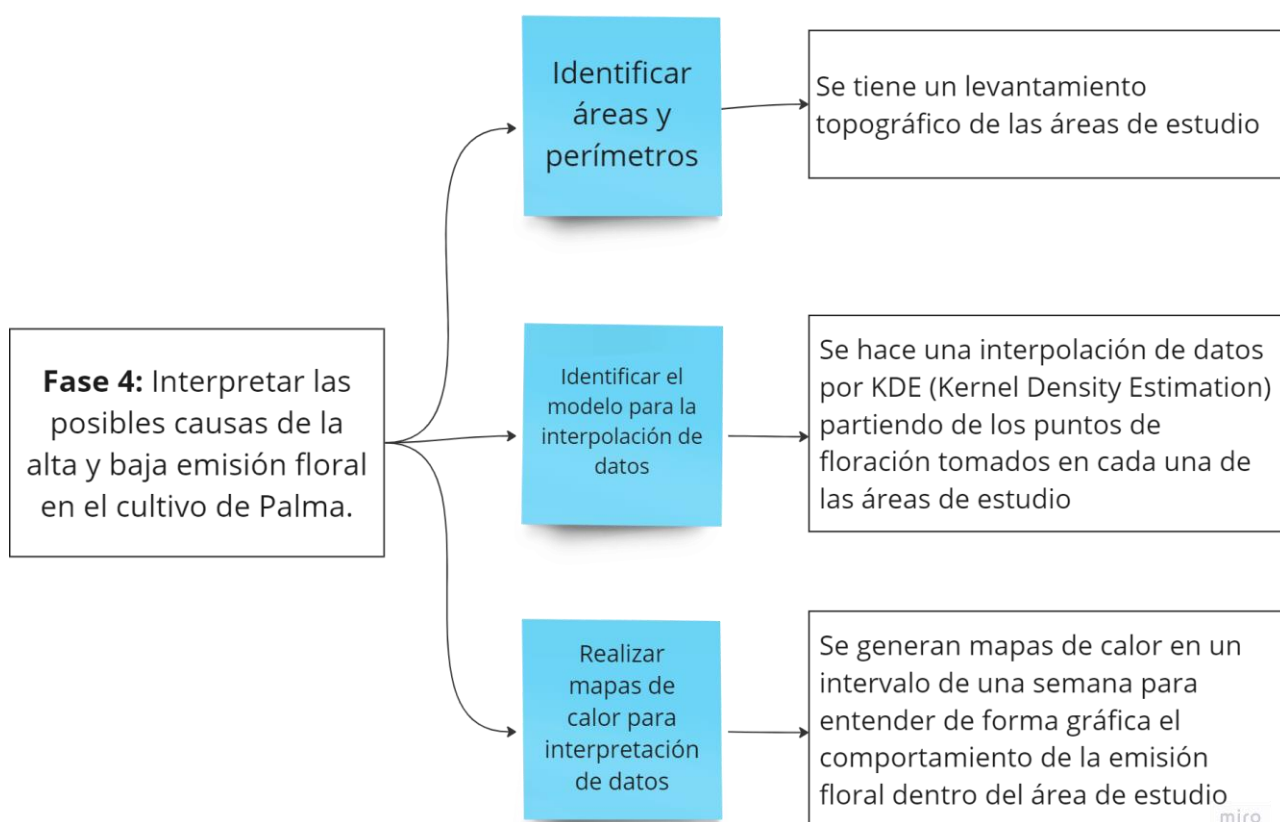 Identificar
áreas y
perímetros
Se tiene un levantamiento
topográfico de las áreas de estudio
Fase 4: Interpretar las
posibles causas de la
alta y baja emisión floral
en el cultivo de Palma.
Identificar el
modelo para la
interpolación de
datos
Se hace una interpolación de datos
por KDE (Kernel Density Estimation)
partiendo de los puntos de
floración tomados en cada una de
las áreas de estudio
Realizar
mapas de
calor para
interpretación
de datos
Se generan mapas de calor en un
intervalo de una semana para
entender de forma gráfica el
comportamiento de la emisión
floral dentro del área de estudio
miro